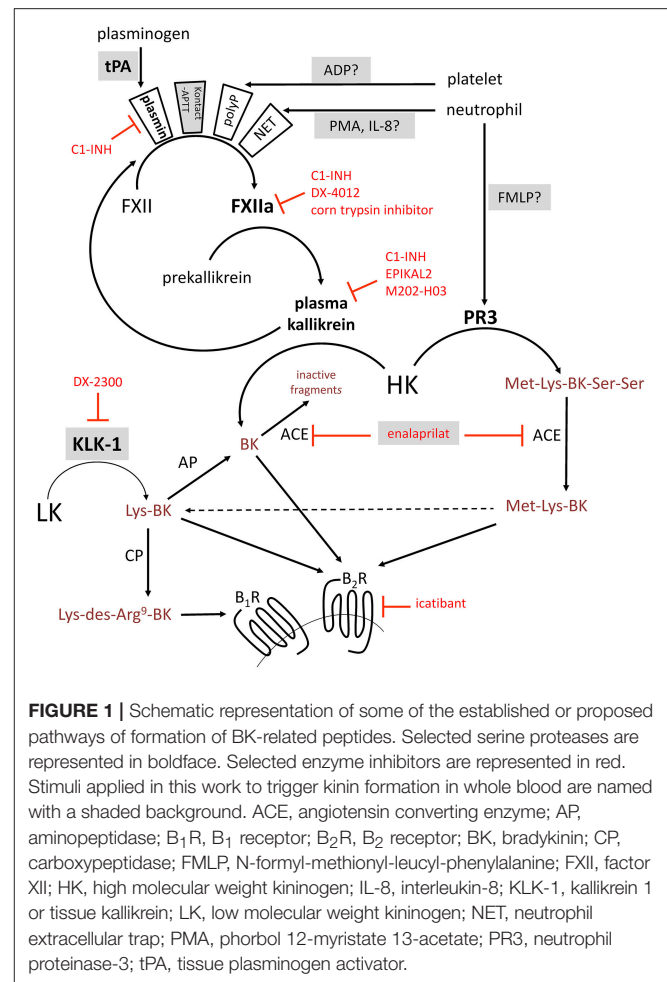 plasminogen
tPA
ADP?
platelet
plasmin
Kontact
-APTT
polyP
NET
PMA, IL-8?
neutrophil
C1-INH
FXII
FXIIa
C1-INH
DX-4012
corn trypsin inhibitor
FMLP?
prekallikrein
C1-INH
EPIKAL2
M202-H03
plasma
kallikrein
PR3
inactive
fragments
HK
Met-Lys-BK-Ser-Ser
DX-2300
KLK-1
BK
ACE
enalaprilat
ACE
AP
LK
Lys-BK
Met-Lys-BK
CP
B2R
B1R
icatibant
Lys-des-Arg⁹-BK
FIGURE 1 | Schematic representation of some of the established or proposed
pathways of formation of BK-related peptides. Selected serine proteases are
represented in boldface. Selected enzyme inhibitors are represented in red.
Stimuli applied in this work to trigger kinin formation in whole blood are named
with a shaded background. ACE, angiotensin converting enzyme; AP,
aminopeptidase; B1R, B1 receptor; B2R, B2 receptor; BK, bradykinin; CP,
carboxypeptidase; FMLP, N-formyl-methionyl-leucyl-phenylalanine; FXII, factor
XII; HK, high molecular weight kininogen; IL-8, interleukin-8; KLK-1, kallikrein 1
or tissue kallikrein; LK, low molecular weight kininogen; NET, neutrophil
extracellular trap; PMA, phorbol 12-myristate 13-acetate; PR3, neutrophil
proteinase-3; tPA, tissue plasminogen activator.